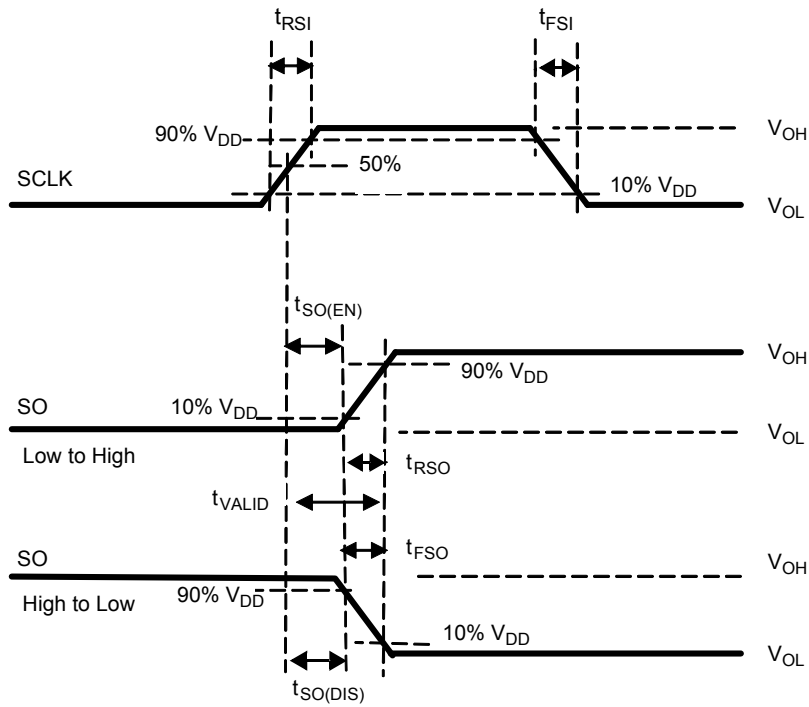 tRSI
tFSI
90% VDD
VOH
50%
SCLK
10% VDD
VOL
tSO(EN)
VOH
90% VDD
10% VDD
SO
VOL
Low to High
tRSO
tVALID
tFSO
SO
VOH
90% VDD
High to Low
10% VDD
VOL
tSO(DIS)